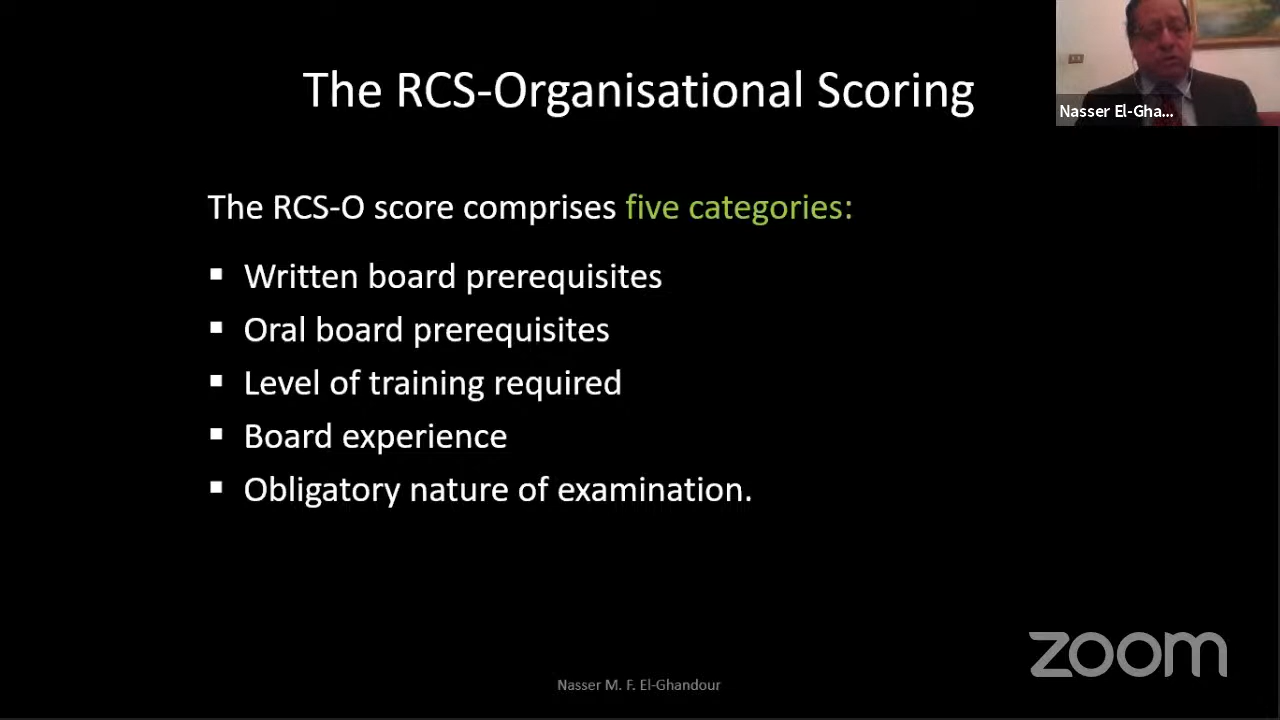 The RCS-Organisational Scoring
Nasser El-Gha...
The RCS-O score comprises five categories:
▪ Written board prerequisites
▪ Oral board prerequisites
▪ Level of training required
▪ Board experience
▪ Obligatory nature of examination.
zoom
Nasser M. F. El-Ghandour